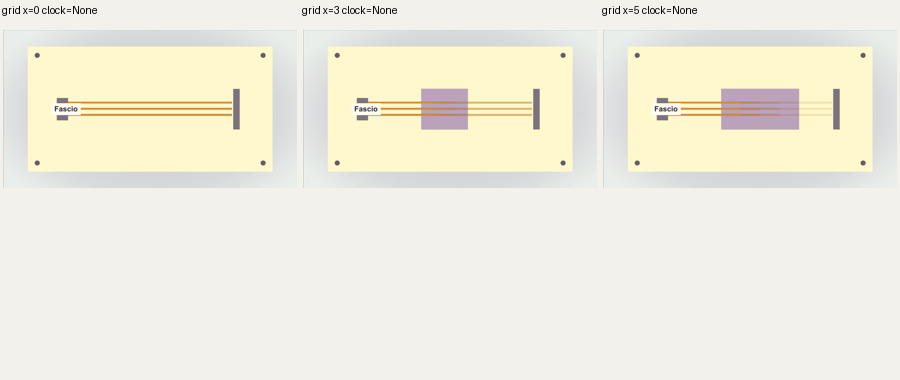 grid x=0 clock=None
grid x=3 clock=None
grid x=5 clock=None
Fascio
Fascio
Fascio